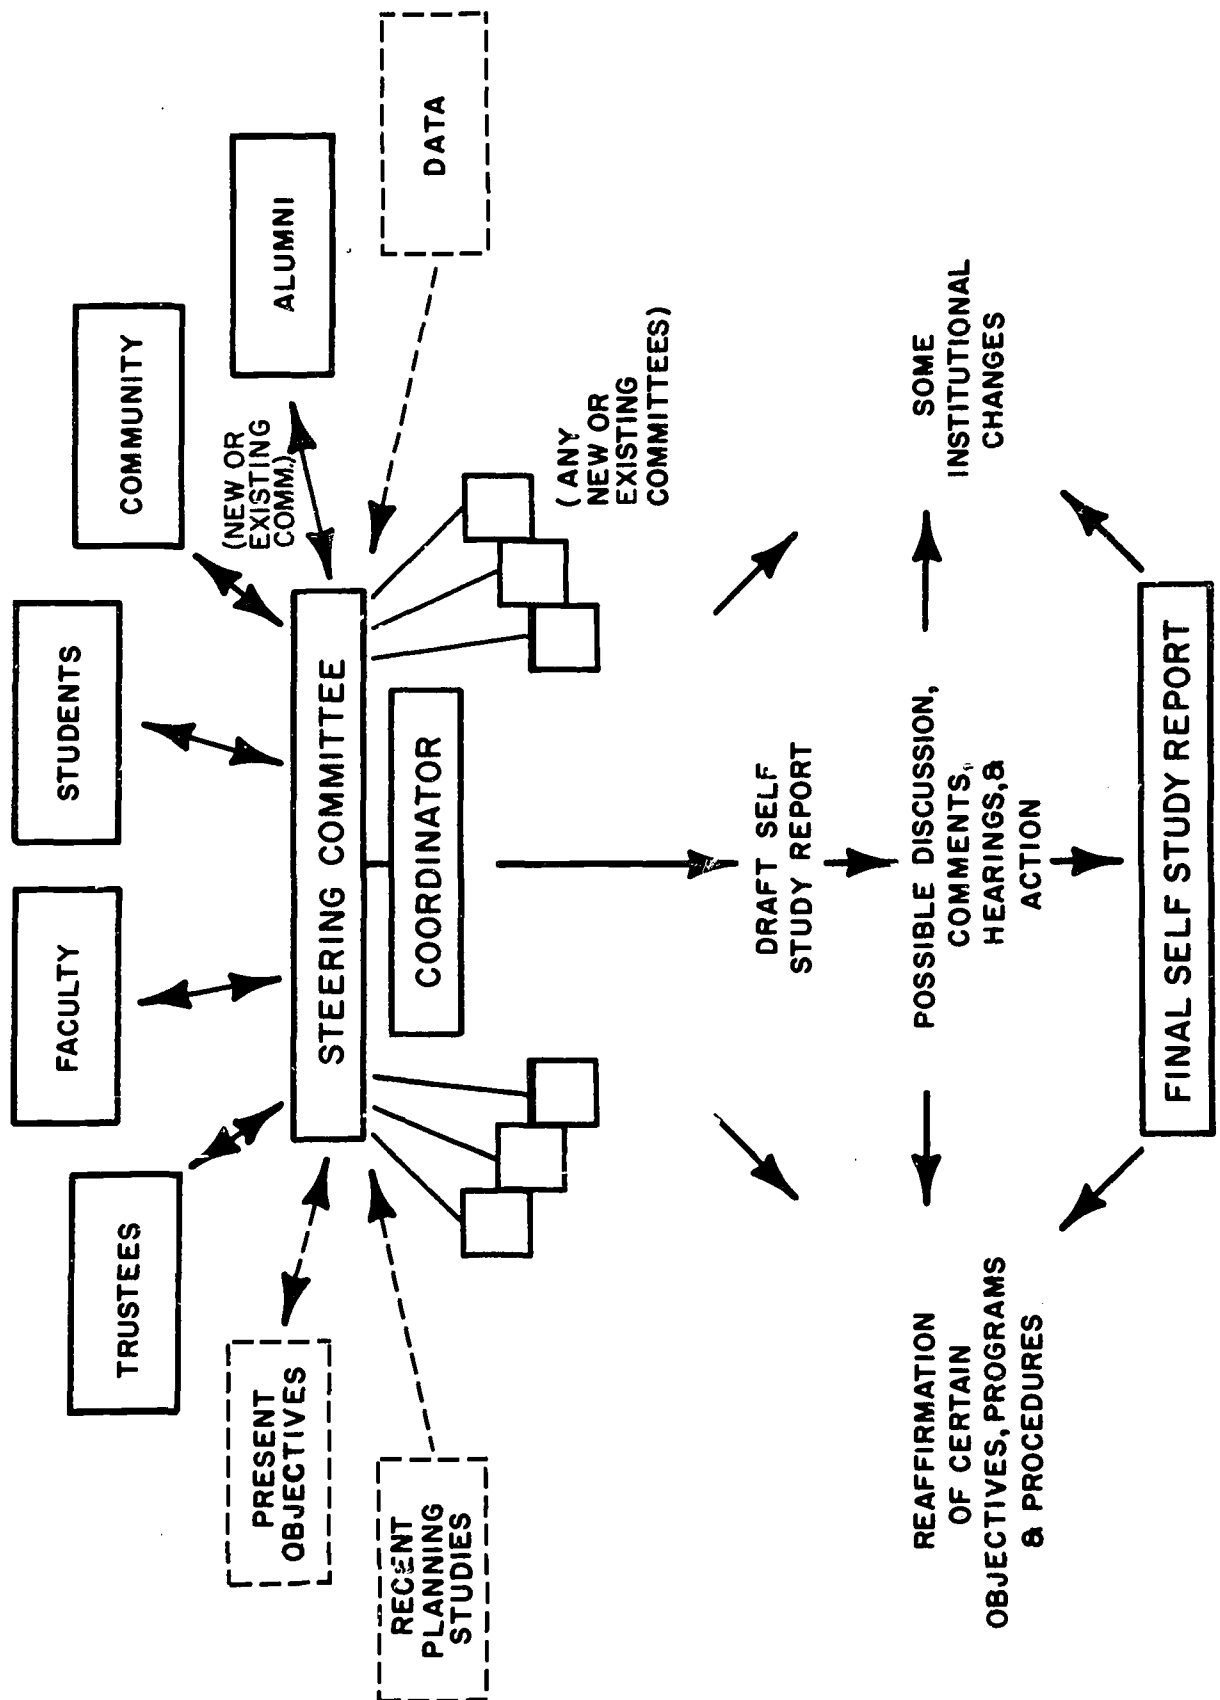 STUDENTS
FACULTY
COMMUNITY
TRUSTEES
ALUMNI
(NEW OR
EXISTING
COMM.)
PRESENT
OBJECTIVES
STEERING COMMITTEE
DATA
RECENT
PLANNING
STUDIES
COORDINATOR
(ANY
NEW OR
EXISTING
COMMITTEES)
DRAFT SELF
STUDY REPORT
REAFFIRMATION
OF CERTAIN
OBJECTIVES, PROGRAMS
& PROCEDURES
POSSIBLE DISCUSSION,
COMMENTS,
HEARINGS, &
ACTION
SOME
INSTITUTIONAL
CHANGES
FINAL SELF STUDY REPORT